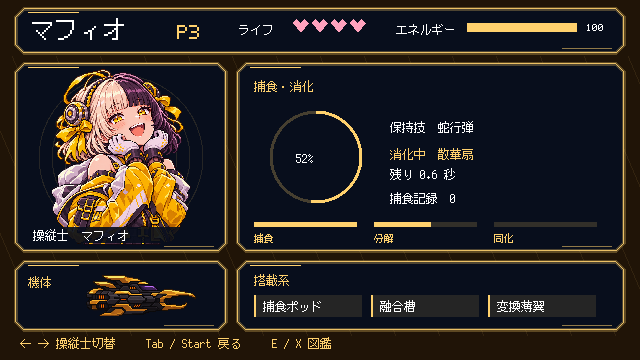 マフィオ P3 ライフ エネルギー 100
捕食・消化
52%
保持技 蛇行弾
消化中 散華扇
残り 0.6 秒
捕食記録 0
捕食 分解 同化
操縦士 マフィオ
機体
搭載系
捕食ポッド 融合槽 変換薄翼
← → 操縦士切替 Tab / Start 戻る E / X 図鑑